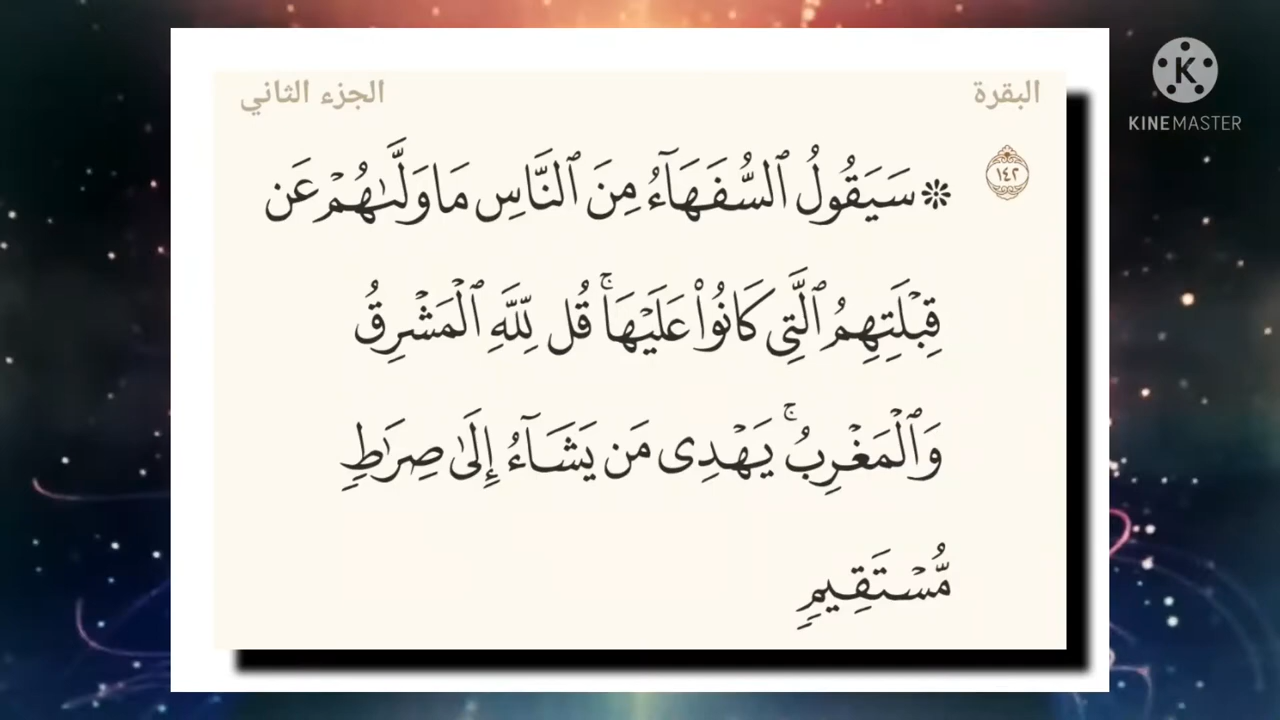 البقرة
الجزء الثاني
KINEMASTER
١٤٢
۞ سَيَقُولُ ٱلسُّفَهَآءُ مِنَ ٱلنَّاسِ مَا وَلَّىٰهُمۡ عَن
قِبۡلَتِهِمُ ٱلَّتِي كَانُواْ عَلَيۡهَاۚ قُل لِّلَّهِ ٱلۡمَشۡرِقُ
وَٱلۡمَغۡرِبُۚ يَهۡدِي مَن يَشَآءُ إِلَىٰ صِرَٰطٖ
مُّسۡتَقِيمٖ